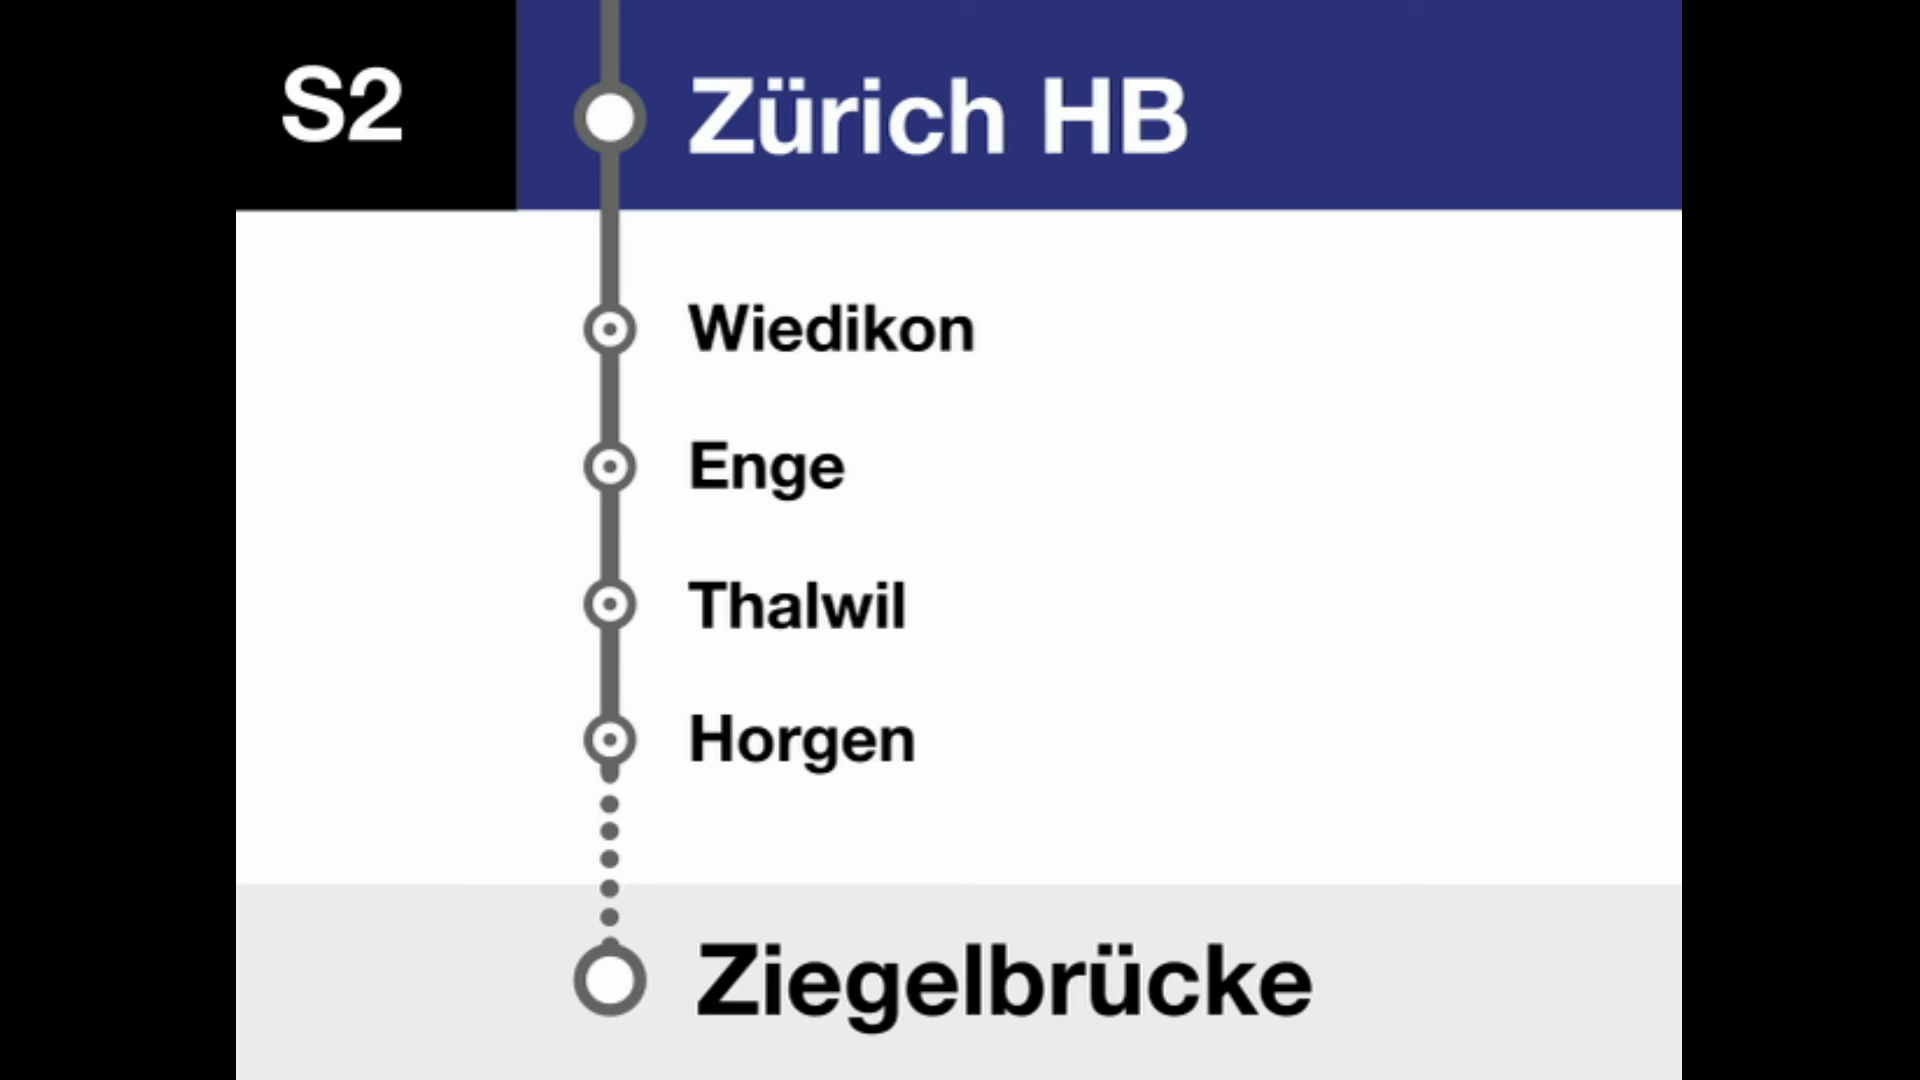 S2
Zürich HB
Wiedikon
Enge
Thalwil
Horgen
Ziegelbrücke